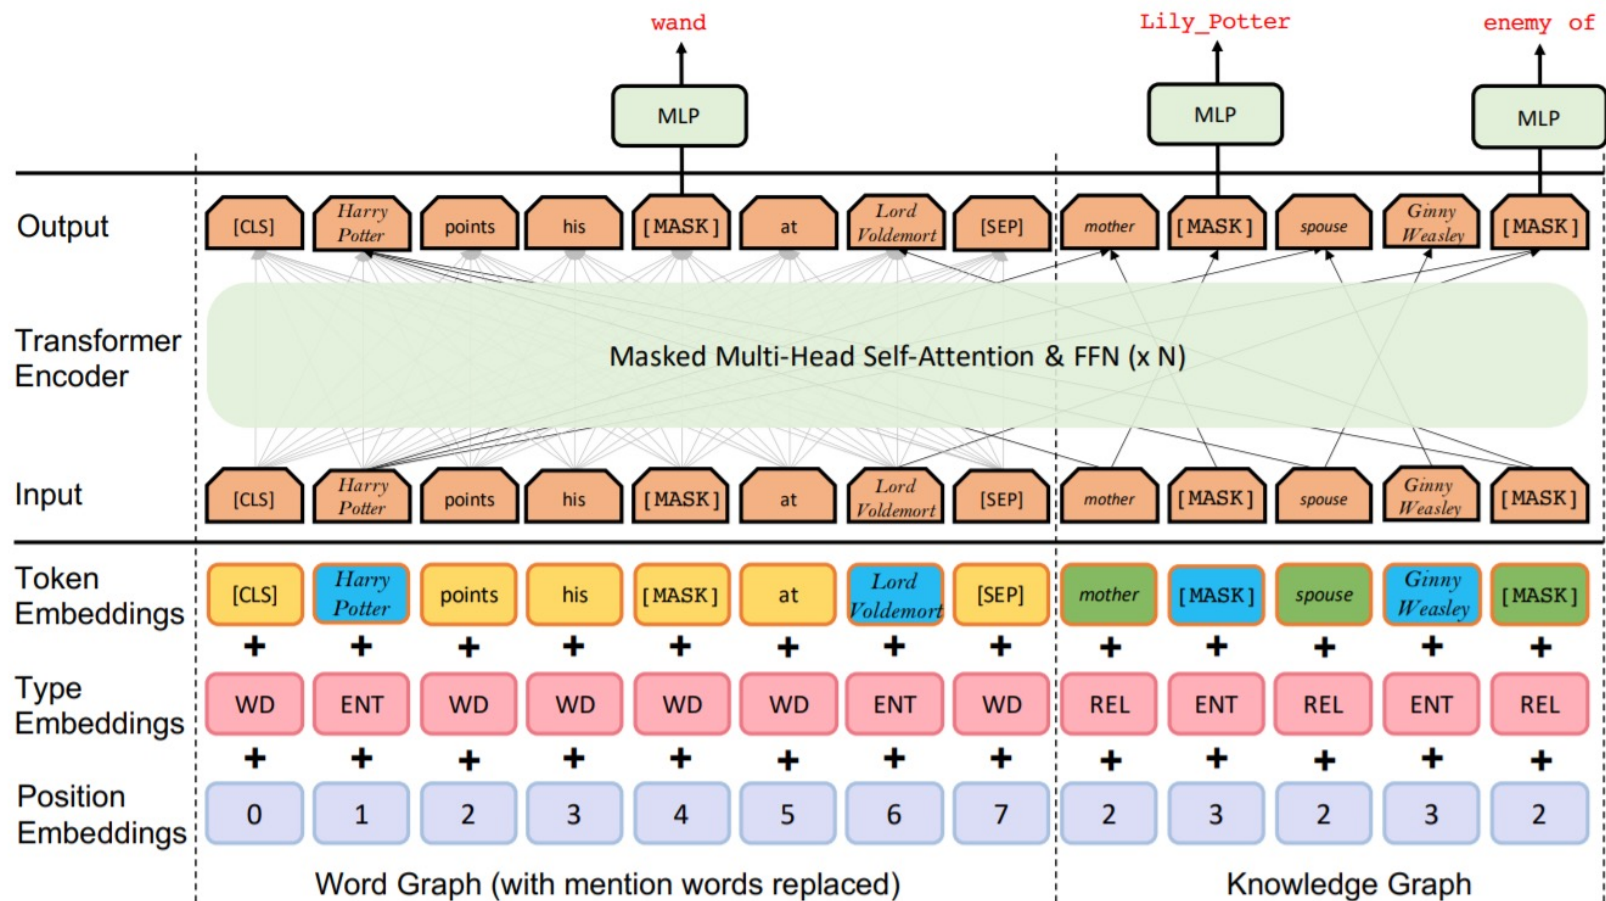 wand Lily_Potter enemy of
MLP MLP MLP
Output [CLS] Harry Potter points his [MASK] at Lord Voldemort [SEP] mother [MASK] spouse Ginny Weasley [MASK]
Transformer Encoder
Masked Multi-Head Self-Attention & FFN (x N)
Input [CLS] Harry Potter points his [MASK] at Lord Voldemort [SEP] mother [MASK] spouse Ginny Weasley [MASK]
Token Embeddings [CLS] Harry Potter points his [MASK] at Lord Voldemort [SEP] mother [MASK] spouse Ginny Weasley [MASK]
+ + + + + + + + + + + + +
Type Embeddings WD ENT WD WD WD WD ENT WD REL ENT REL ENT REL
+ + + + + + + + + + + + +
Position Embeddings 0 1 2 3 4 5 6 7 2 3 2 3 2
Word Graph (with mention words replaced) Knowledge Graph